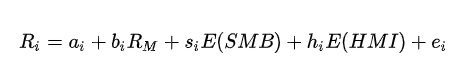 R_i = a_i + b_i R_M + s_i E(SMB) + h_i E(HMI) + e_i